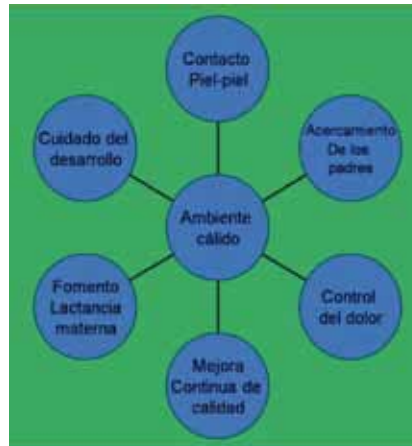 Contacto
Piel-piel
Cuidado del
desarrollo
Acercamiento
De los
padres
Ambiente
cálido
Fomento
Lactancia
materna
Control
del dolor
Mejora
Continua de
calidad